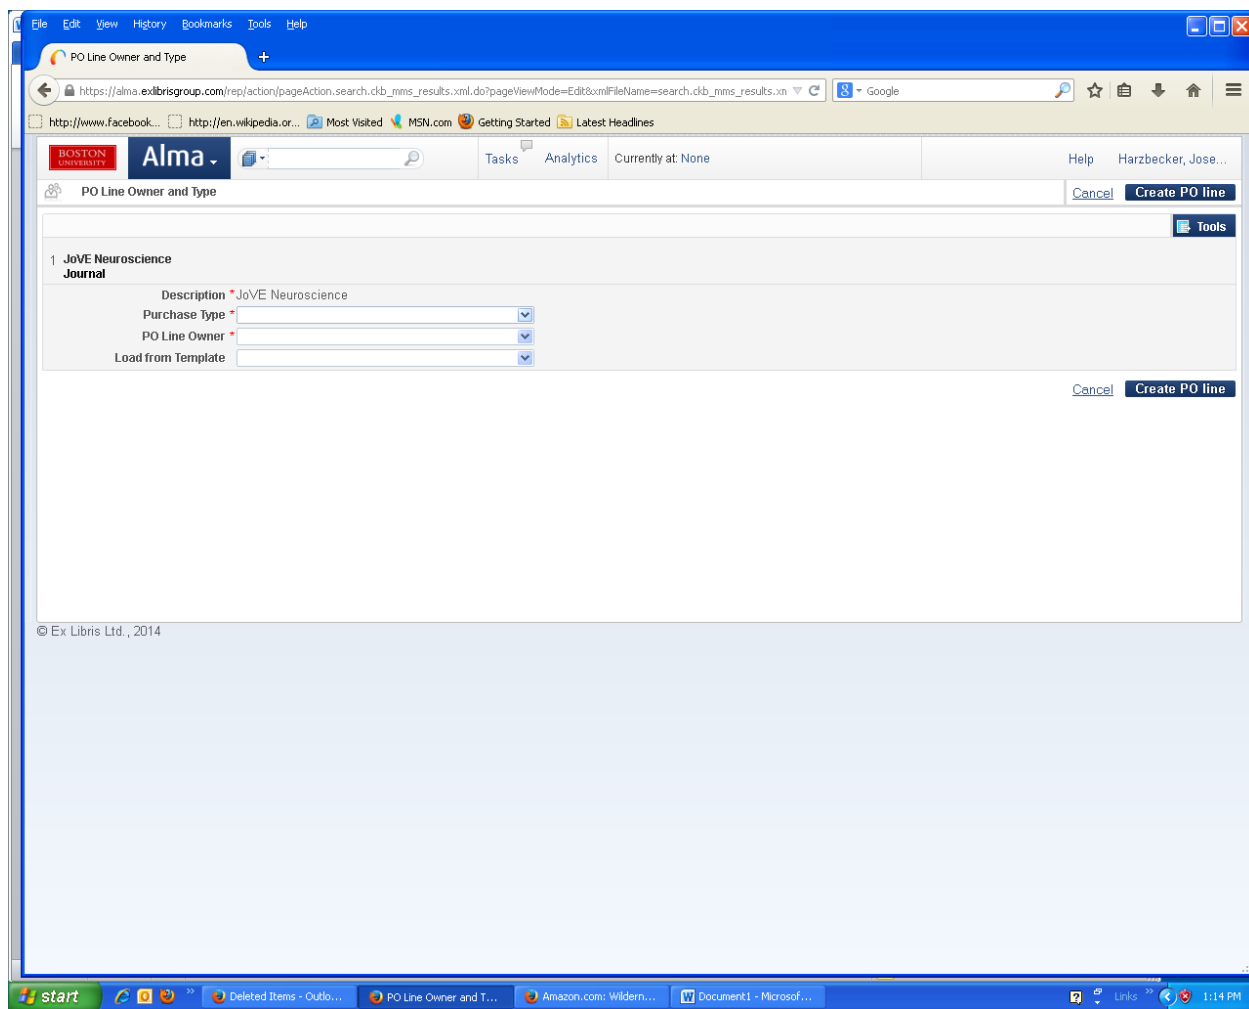 File Edit View History Bookmarks Tools Help
PO Line Owner and Type +
https://alma.exlibrisgroup.com/rep/action/pageAction.search.ckb_mms_results.xml.do?pageViewMode=Edit&xmlFileName=search.ckb_mms_results.xn 8 Google
http://www.facebook... http://en.wikipedia.or... Most Visited MSN.com Getting Started Latest Headlines
BOSTON UNIVERSITY Alma Tasks Analytics Currently at: None Help Harzbecker, Jose...
PO Line Owner and Type Cancel Create PO line
Tools
1 JoVE Neuroscience
Journal
Description *JoVE Neuroscience
Purchase Type *
PO Line Owner *
Load from Template
Cancel Create PO line
© Ex Libris Ltd., 2014
start Deleted Items - Outlo... PO Line Owner and T... Amazon.com: Wildern... Document1 - Microsof... Links 1:14 PM